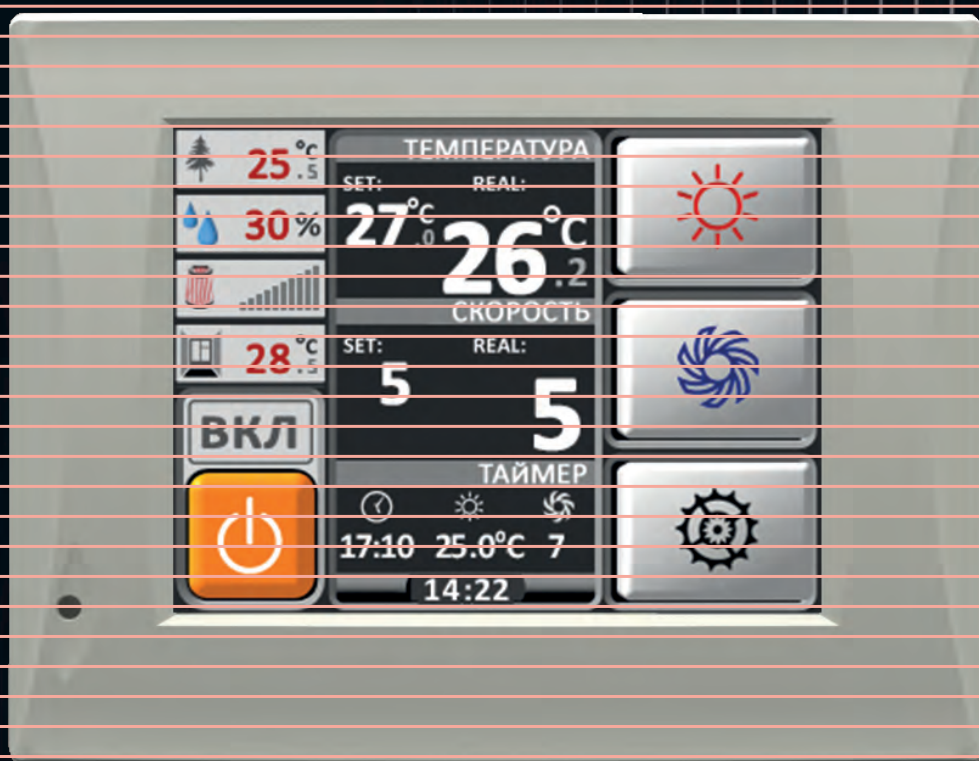 25.5 °C
30 %
28.5 °C
ВКЛ
ТЕМПЕРАТУРА
SET: REAL:
27.0 °C 26.2 °C
СКОРОСТЬ
SET: REAL:
5 5
ТАЙМЕР
17:10 25.0°C 7
14:22